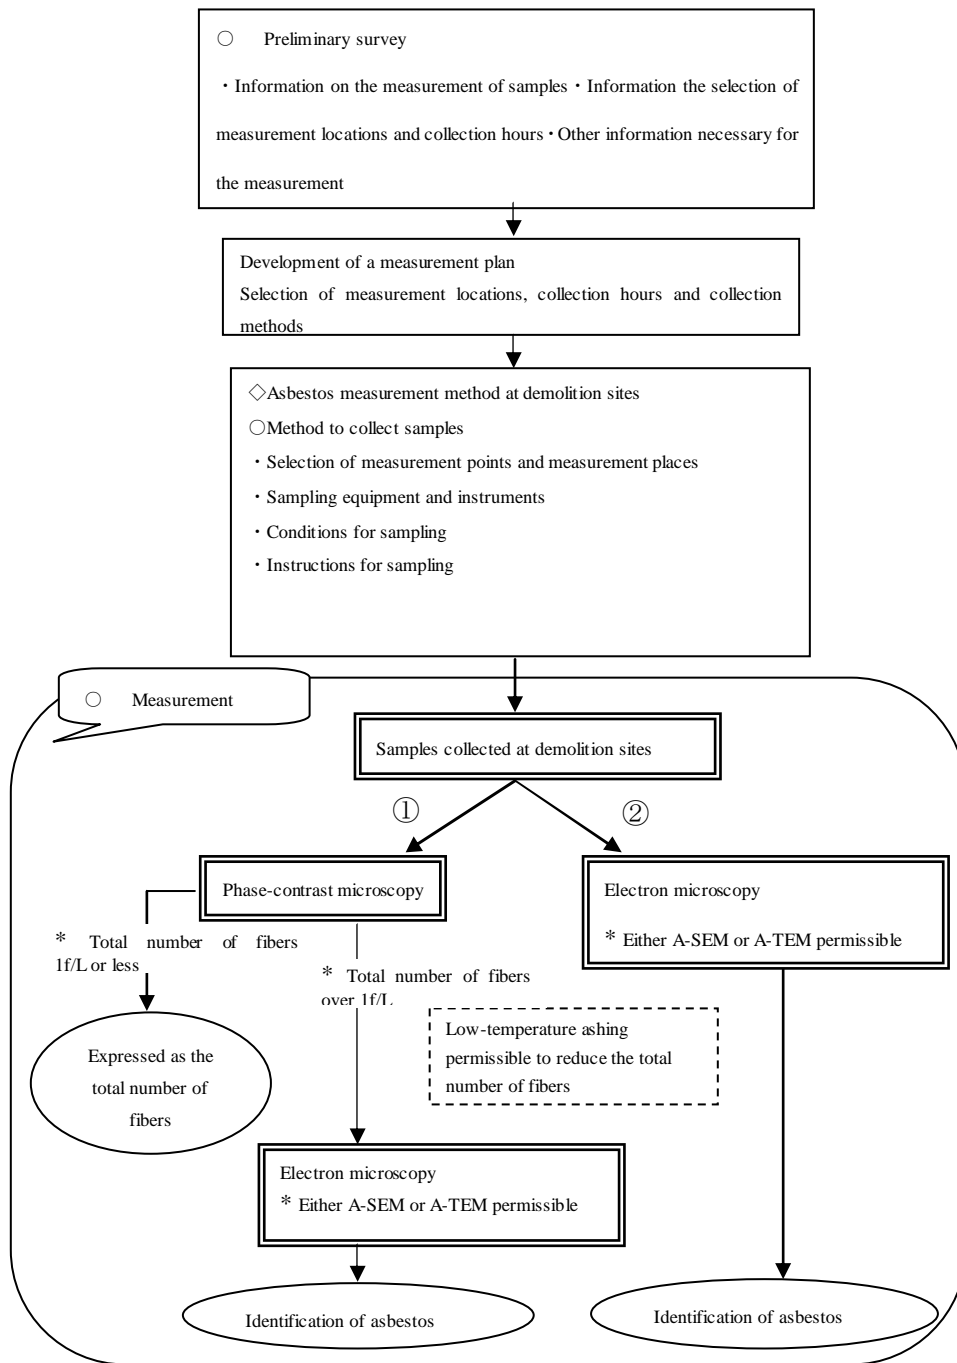 ○ Preliminary survey
・Information on the measurement of samples・Information the selection of
measurement locations and collection hours・Other information necessary for
the measurement
Development of a measurement plan
Selection of measurement locations, collection hours and collection
methods
◇Asbestos measurement method at demolition sites
○Method to collect samples
・Selection of measurement points and measurement places
・Sampling equipment and instruments
・Conditions for sampling
・Instructions for sampling
○ Measurement
Samples collected at demolition sites
① ②
Phase-contrast microscopy
Electron microscopy
* Either A-SEM or A-TEM permissible
* Total number of fibers
1f/L or less
* Total number of fibers
over 1f/L
Low-temperature ashing
permissible to reduce the total
number of fibers
Expressed as the
total number of
fibers
Electron microscopy
* Either A-SEM or A-TEM permissible
Identification of asbestos
Identification of asbestos